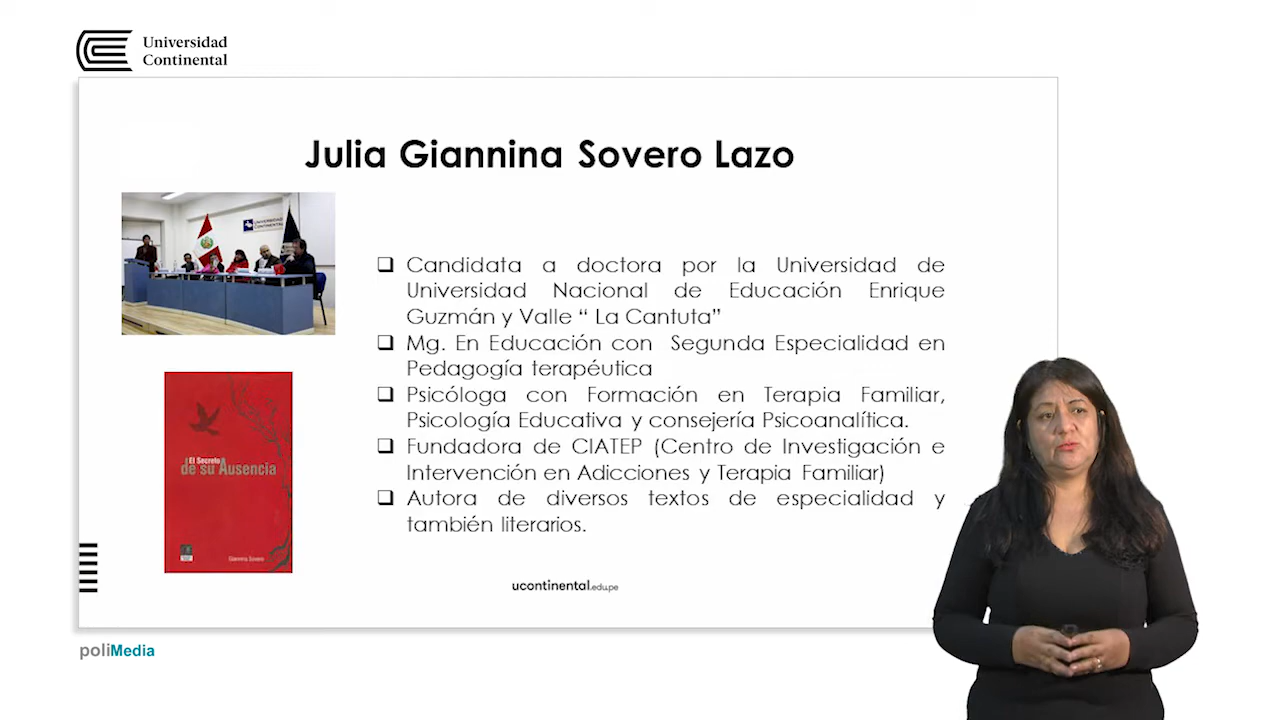 Universidad
Continental
Julia Giannina Sovero Lazo
UNIVERSIDAD
CONTINENTAL
Candidata a doctora por la Universidad de
Universidad Nacional de Educación Enrique
Guzmán y Valle “ La Cantuta”
Mg. En Educación con Segunda Especialidad en
Pedagogía terapéutica
Psicóloga con Formación en Terapia Familiar,
Psicología Educativa y consejería Psicoanalítica.
Fundadora de CIATEP (Centro de Investigación e
Intervención en Adicciones y Terapia Familiar)
Autora de diversos textos de especialidad y
también literarios.
El Secreto
de su Ausencia
Giannina Sovero
ucontinental.edu.pe
poliMedia